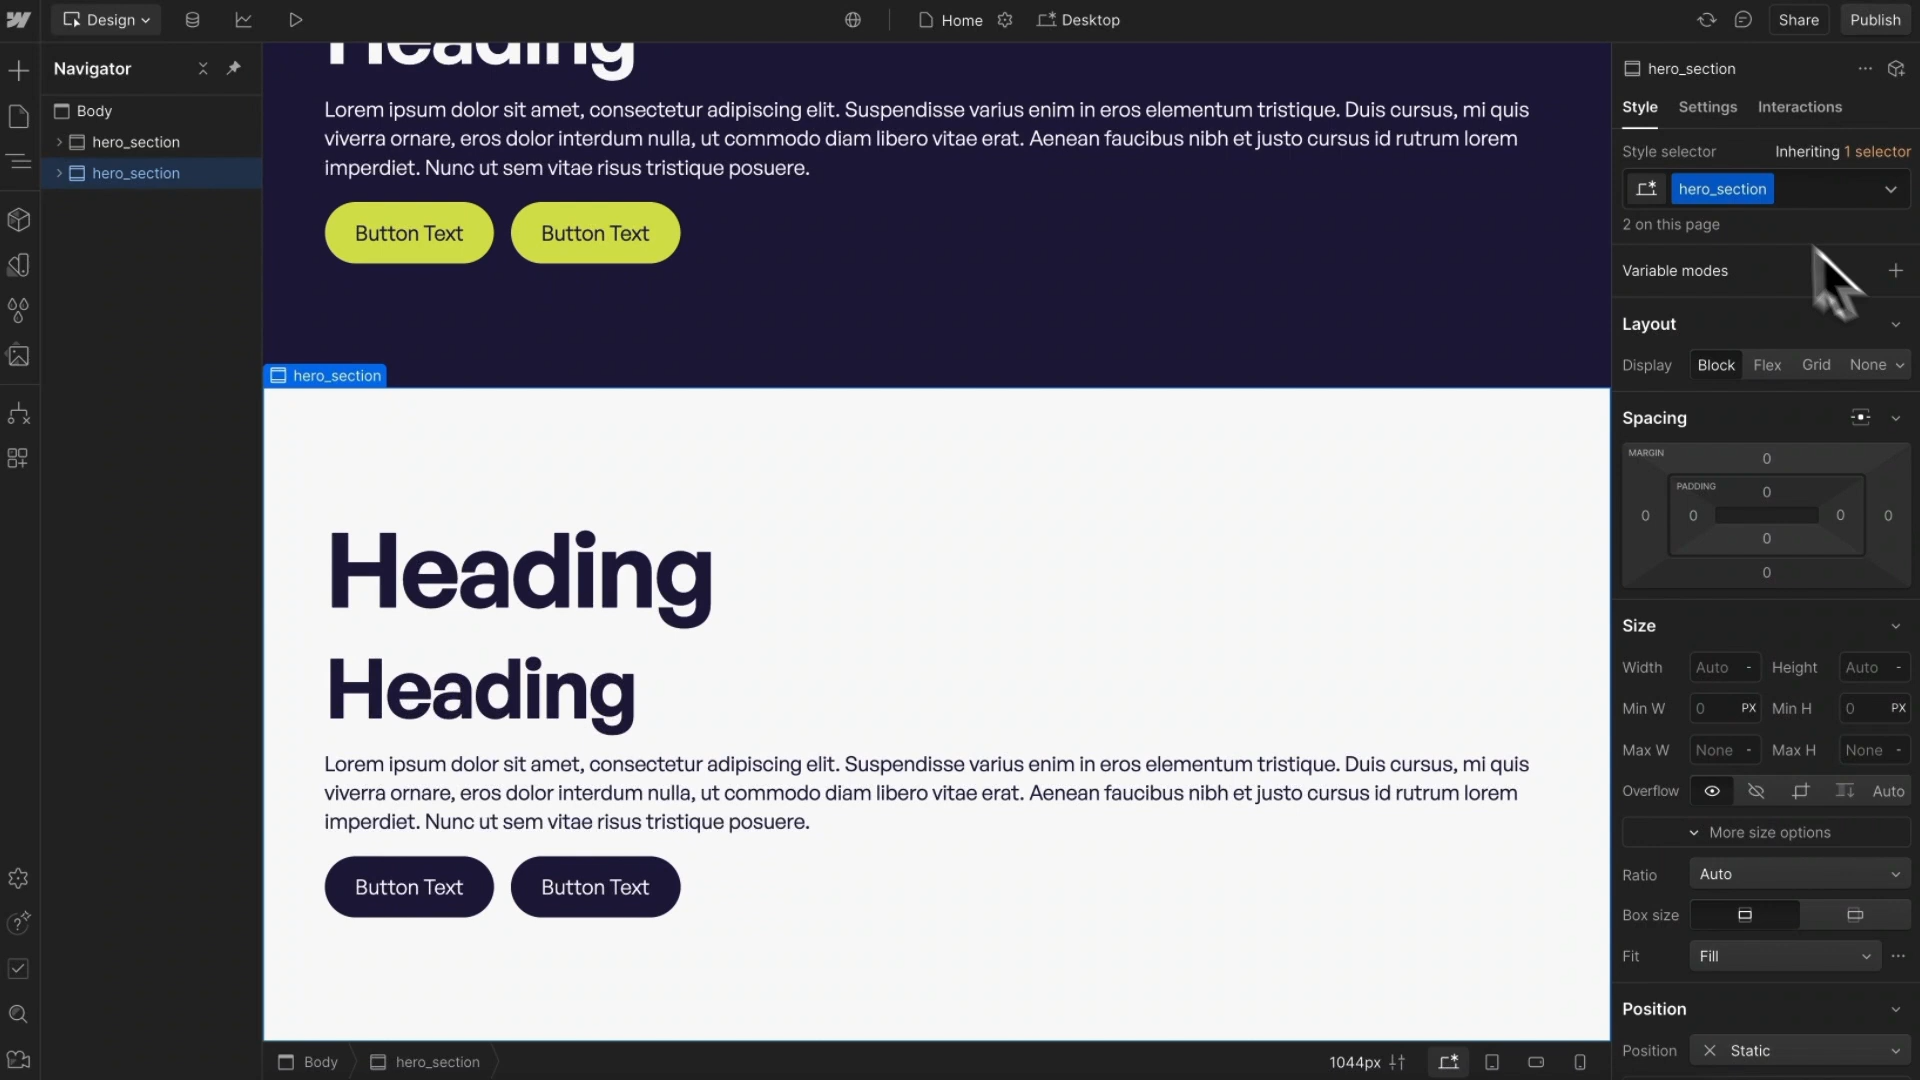 Design
Home
Desktop
Share
Publish
Navigator
Body
hero_section
hero_section
Heading
Lorem ipsum dolor sit amet, consectetur adipiscing elit. Suspendisse varius enim in eros elementum tristique. Duis cursus, mi quis
viverra ornare, eros dolor interdum nulla, ut commodo diam libero vitae erat. Aenean faucibus nibh et justo cursus id rutrum lorem
imperdiet. Nunc ut sem vitae risus tristique posuere.
Button Text
Button Text
hero_section
Heading
Heading
Lorem ipsum dolor sit amet, consectetur adipiscing elit. Suspendisse varius enim in eros elementum tristique. Duis cursus, mi quis
viverra ornare, eros dolor interdum nulla, ut commodo diam libero vitae erat. Aenean faucibus nibh et justo cursus id rutrum lorem
imperdiet. Nunc ut sem vitae risus tristique posuere.
Button Text
Button Text
Body
hero_section
1044px
hero_section
Style
Settings
Interactions
Style selector
Inheriting 1 selector
hero_section
2 on this page
Variable modes
Layout
Display
Block
Flex
Grid
None
Spacing
MARGIN
0
PADDING
0
0
0
0
0
0
0
Size
Width
Auto
-
Height
Auto
-
Min W
0
PX
Min H
0
PX
Max W
None
-
Max H
None
-
Overflow
Auto
More size options
Ratio
Auto
Box size
Fit
Fill
Position
Position
Static